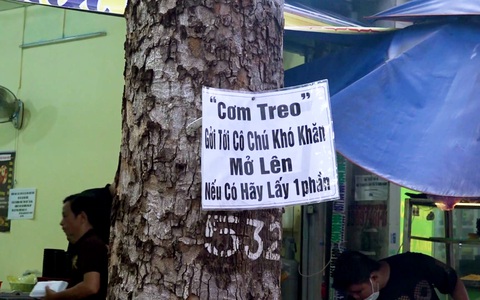 “Cơm Treo”
Gởi Tới Cô Chú Khó Khăn
Mở Lên
Nếu Có Hãy Lấy 1 phần
532